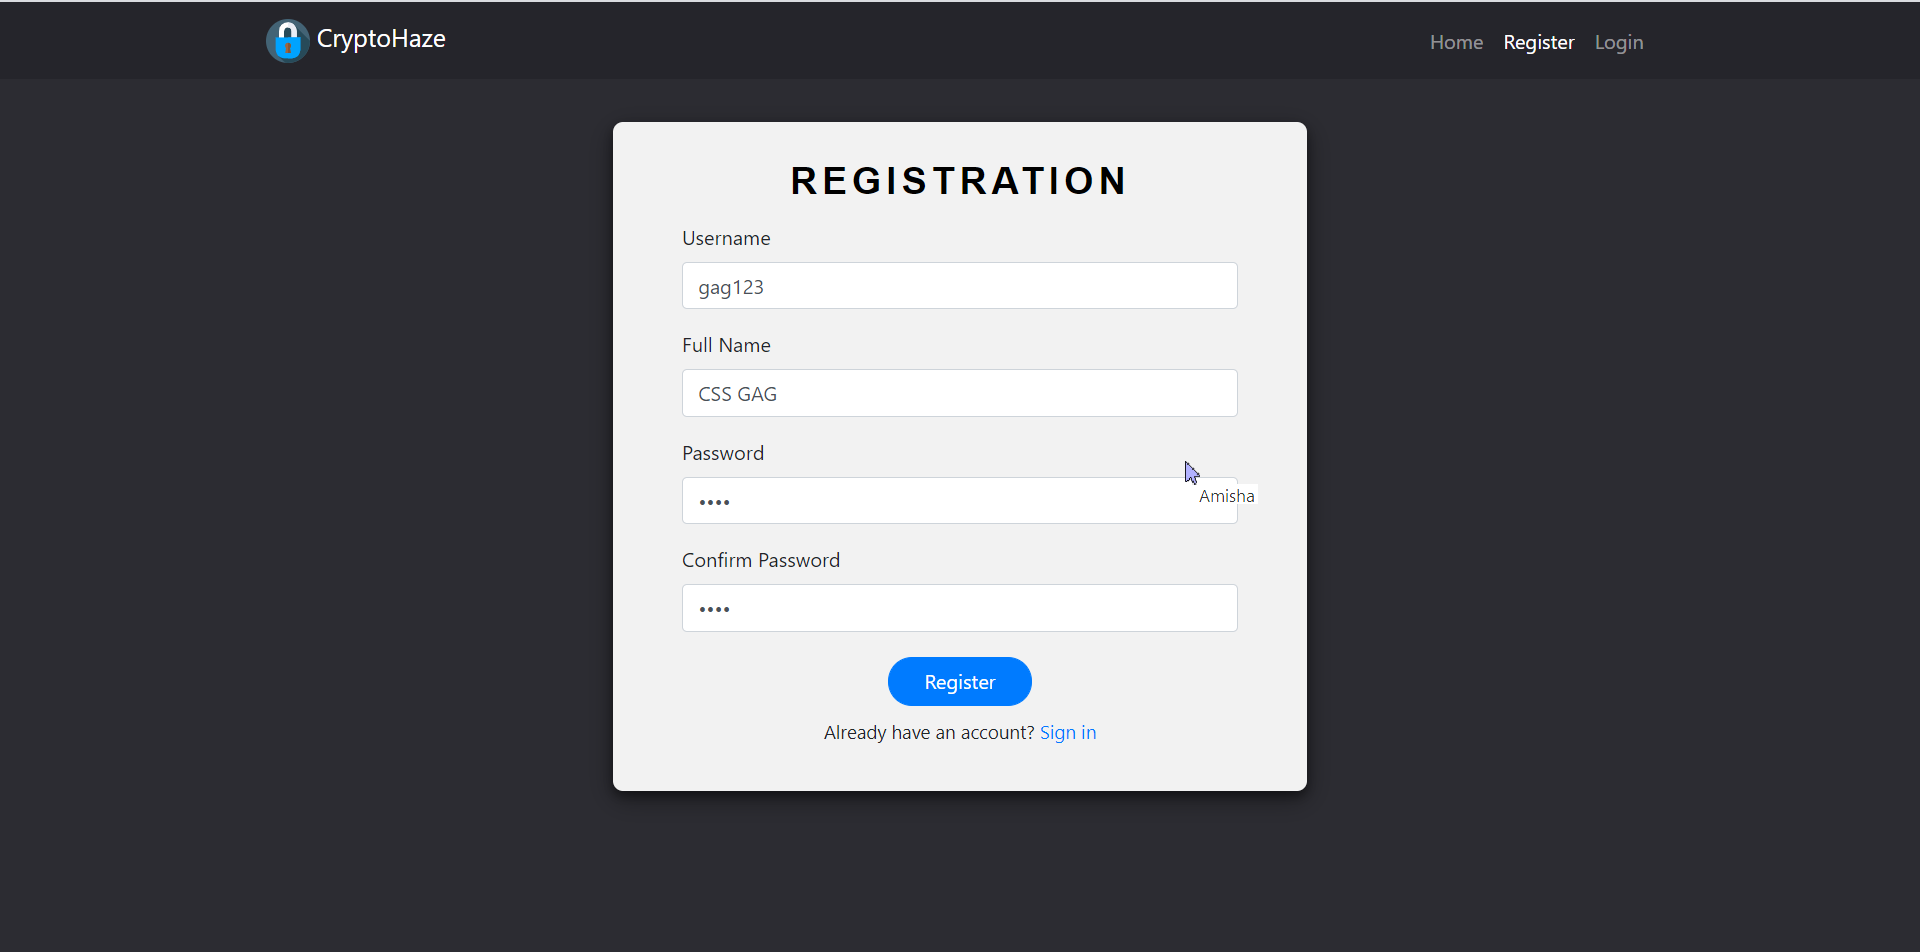 CryptoHaze
Home Register Login
REGISTRATION
Username
gag123
Full Name
CSS GAG
Password
••••
Amisha
Confirm Password
••••
Register
Already have an account? Sign in